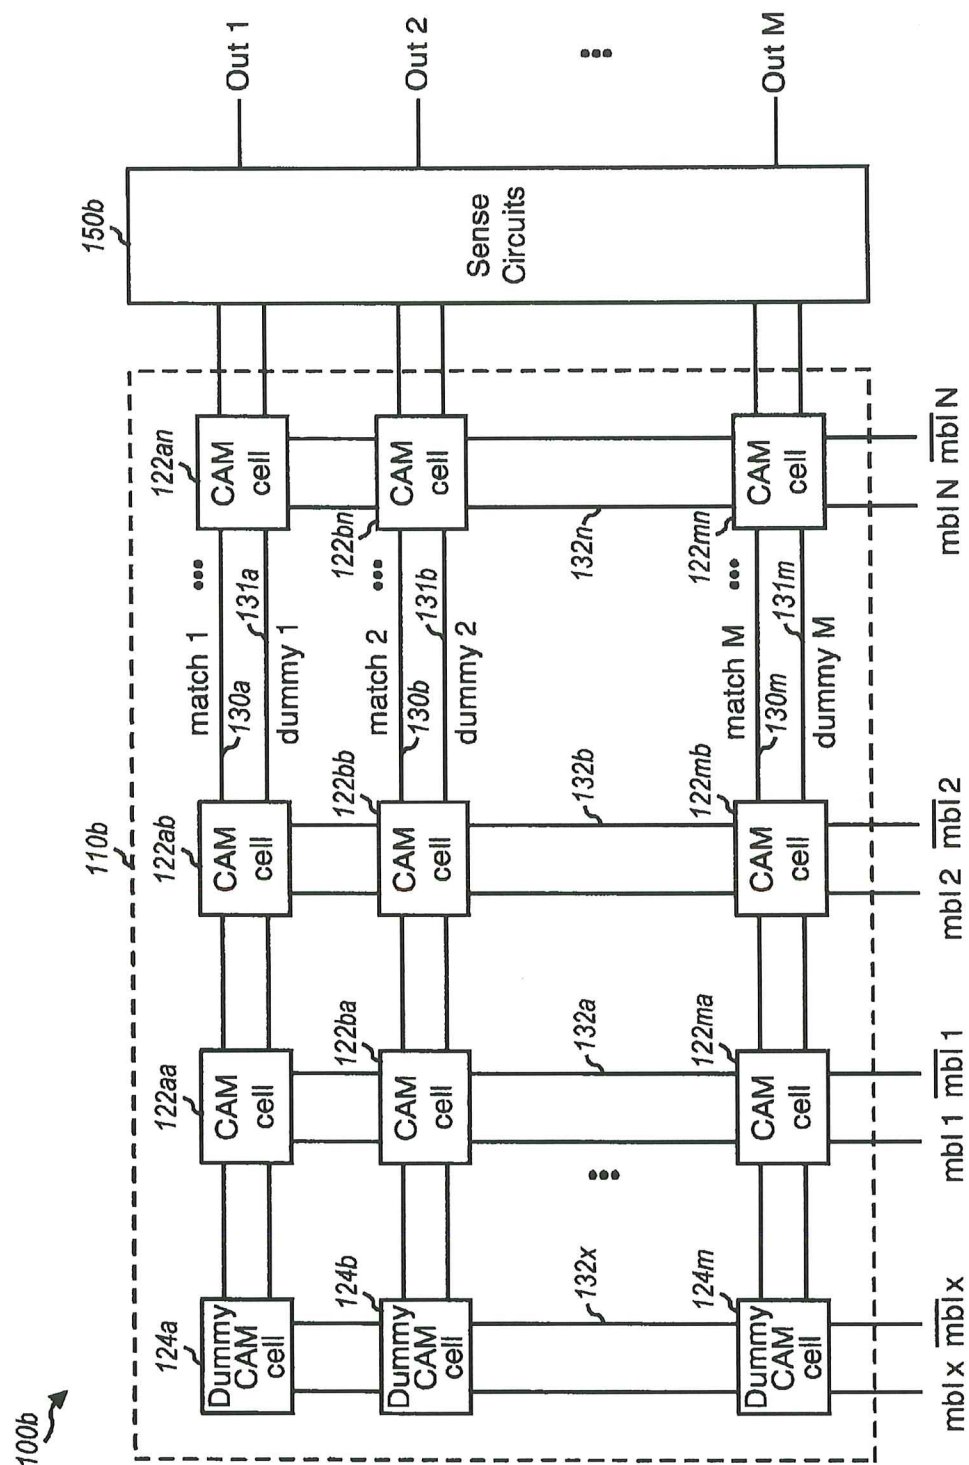 100b
110b
150b
124a
122aa
122ab
122an
Dummy CAM cell
CAM cell
CAM cell
CAM cell
match 1
130a
131a
dummy 1
Out 1
124b
122ba
122bb
122bn
Dummy CAM cell
CAM cell
CAM cell
CAM cell
match 2
130b
131b
dummy 2
Out 2
Sense Circuits
132x
132a
132b
132n
124m
122ma
122mb
122mn
Dummy CAM cell
CAM cell
CAM cell
CAM cell
match M
130m
131m
dummy M
Out M
mbl x
m̅b̅l̅ x
mbl 1
m̅b̅l̅ 1
mbl 2
m̅b̅l̅ 2
mbl N
m̅b̅l̅ N